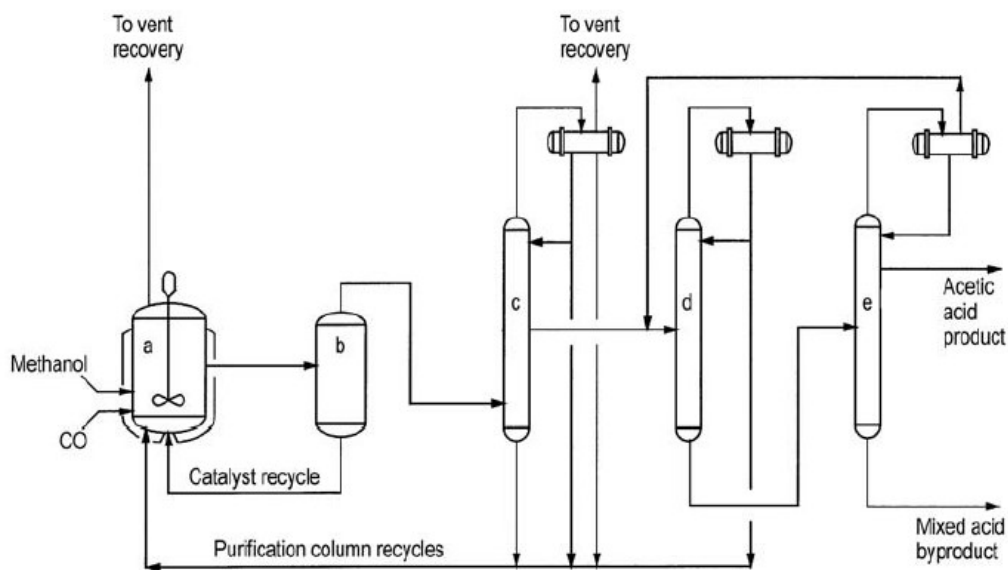 To vent
recovery
To vent
recovery
a
b
c
d
e
Methanol
CO
Acetic
acid
product
Catalyst recycle
Purification column recycles
Mixed acid
byproduct